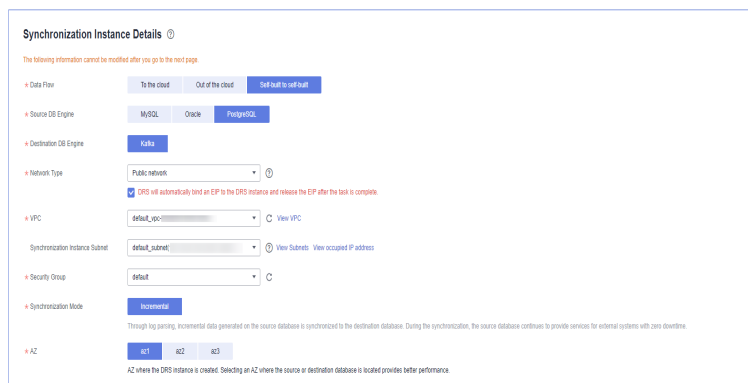 Synchronization Instance Details ?
The following information cannot be modified after you go to the next page.
* Data Flow To the cloud Out of the cloud Self-built to self-built
* Source DB Engine MySQL Oracle PostgreSQL
* Destination DB Engine Kafka
* Network Type Public network ?
DRS will automatically bind an EIP to the DRS instance and release the EIP after the task is complete.
* VPC default_vpc- View VPC
Synchronization Instance Subnet default_subnet( ? View Subnets View occupied IP address
* Security Group default
* Synchronization Mode Incremental
Through log parsing, incremental data generated on the source database is synchronized to the destination database. During the synchronization, the source database continues to provide services for external systems with zero downtime.
* AZ az1 az2 az3
AZ where the DRS instance is created. Selecting an AZ where the source or destination database is located provides better performance.